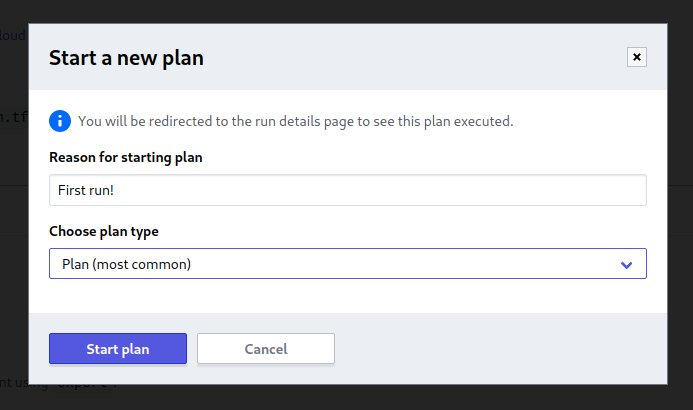 loud
Start a new plan
You will be redirected to the run details page to see this plan executed.
.tf
Reason for starting plan
First run!
Choose plan type
Plan (most common)
Start plan
Cancel
nt using